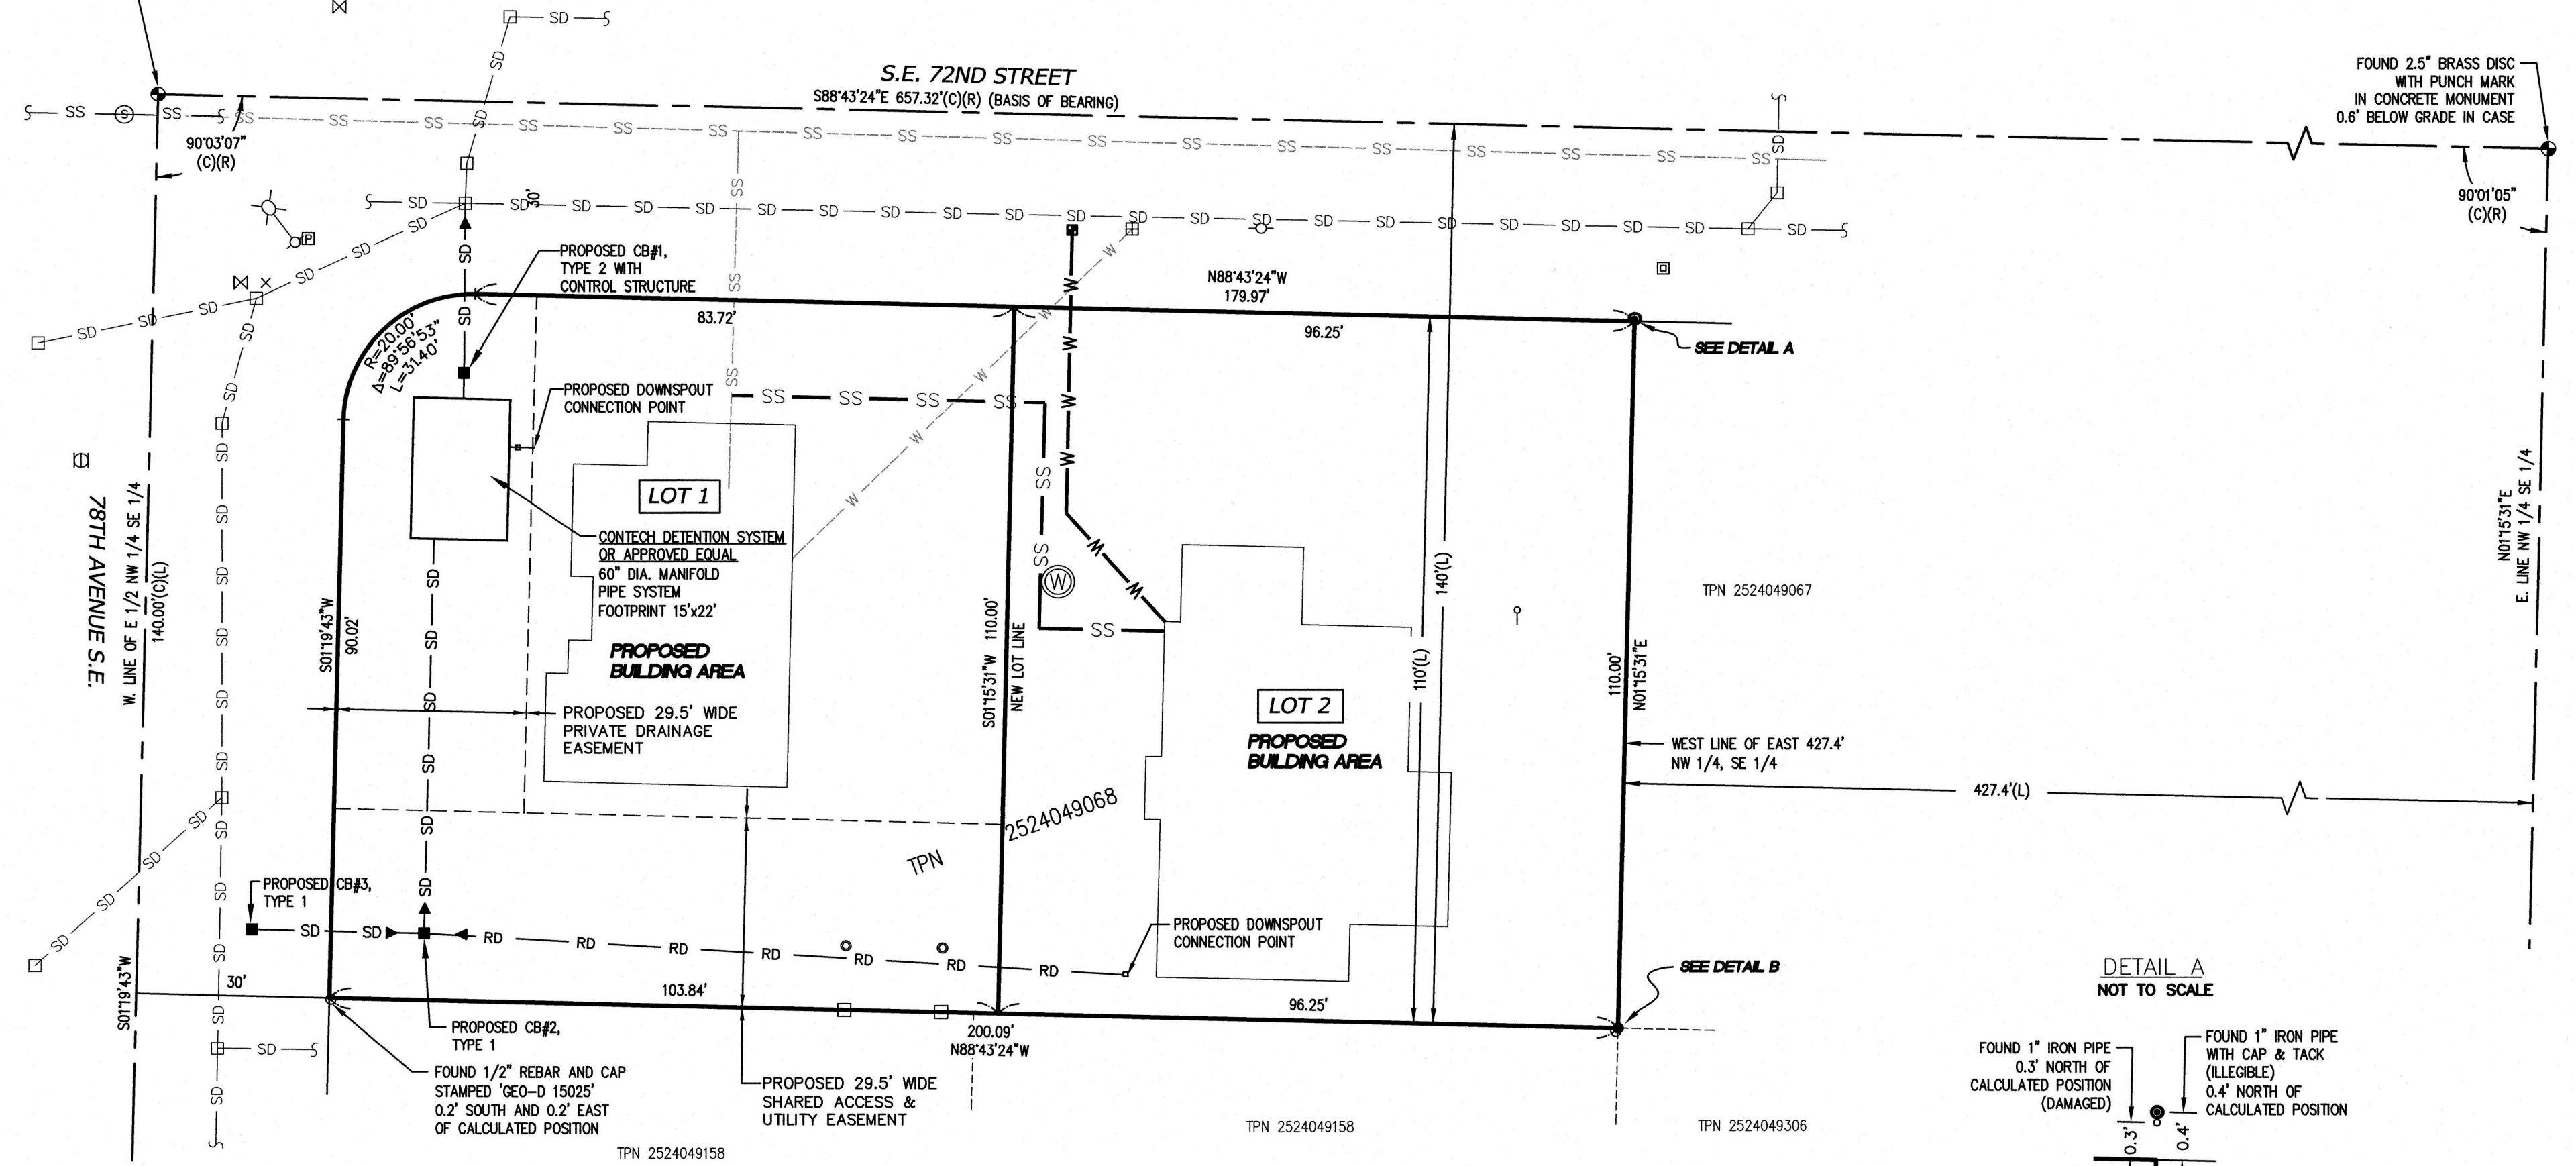 S.E. 72ND STREET
S88°43'24"E 657.32'(C)(R) (BASIS OF BEARING)
FOUND 2.5" BRASS DISC
WITH PUNCH MARK
IN CONCRETE MONUMENT
0.6' BELOW GRADE IN CASE
90°03'07"
(C)(R)
90°01'05"
(C)(R)
30'
P
S
PROPOSED CB#1,
TYPE 2 WITH
CONTROL STRUCTURE
N88°43'24"W
179.97'
83.72'
96.25'
SEE DETAIL A
R=20.00'
Δ=89°56'53"
L=31.40'
PROPOSED DOWNSPOUT
CONNECTION POINT
LOT 1
CONTECH DETENTION SYSTEM
OR APPROVED EQUAL
60" DIA. MANIFOLD
PIPE SYSTEM
FOOTPRINT 15'x22'
PROPOSED
BUILDING AREA
78TH AVENUE S.E.
W. LINE OF E 1/2 NW 1/4 SE 1/4
140.00'(C)(L)
S01°19'43"W
90.02'
PROPOSED 29.5' WIDE
PRIVATE DRAINAGE
EASEMENT
S01°15'31"W 110.00'
NEW LOT LINE
W
LOT 2
PROPOSED
BUILDING AREA
110'(L)
140'(L)
TPN 2524049067
110.00'
N01°15'31"E
WEST LINE OF EAST 427.4'
NW 1/4, SE 1/4
427.4'(L)
N01°15'31"E
E. LINE NW 1/4 SE 1/4
TPN 2524049068
PROPOSED CB#3,
TYPE 1
SD SD RD RD RD RD RD RD RD
PROPOSED DOWNSPOUT
CONNECTION POINT
SEE DETAIL B
S01°19'43"W
30'
103.84'
96.25'
200.09'
N88°43'24"W
PROPOSED CB#2,
TYPE 1
FOUND 1/2" REBAR AND CAP
STAMPED 'GEO-D 15025'
0.2' SOUTH AND 0.2' EAST
OF CALCULATED POSITION
PROPOSED 29.5' WIDE
SHARED ACCESS &
UTILITY EASEMENT
TPN 2524049158
TPN 2524049158
TPN 2524049306
DETAIL A
NOT TO SCALE
FOUND 1" IRON PIPE
0.3' NORTH OF
CALCULATED POSITION
(DAMAGED)
FOUND 1" IRON PIPE
WITH CAP & TACK
(ILLEGIBLE)
0.4' NORTH OF
CALCULATED POSITION
0.3'
0.4'